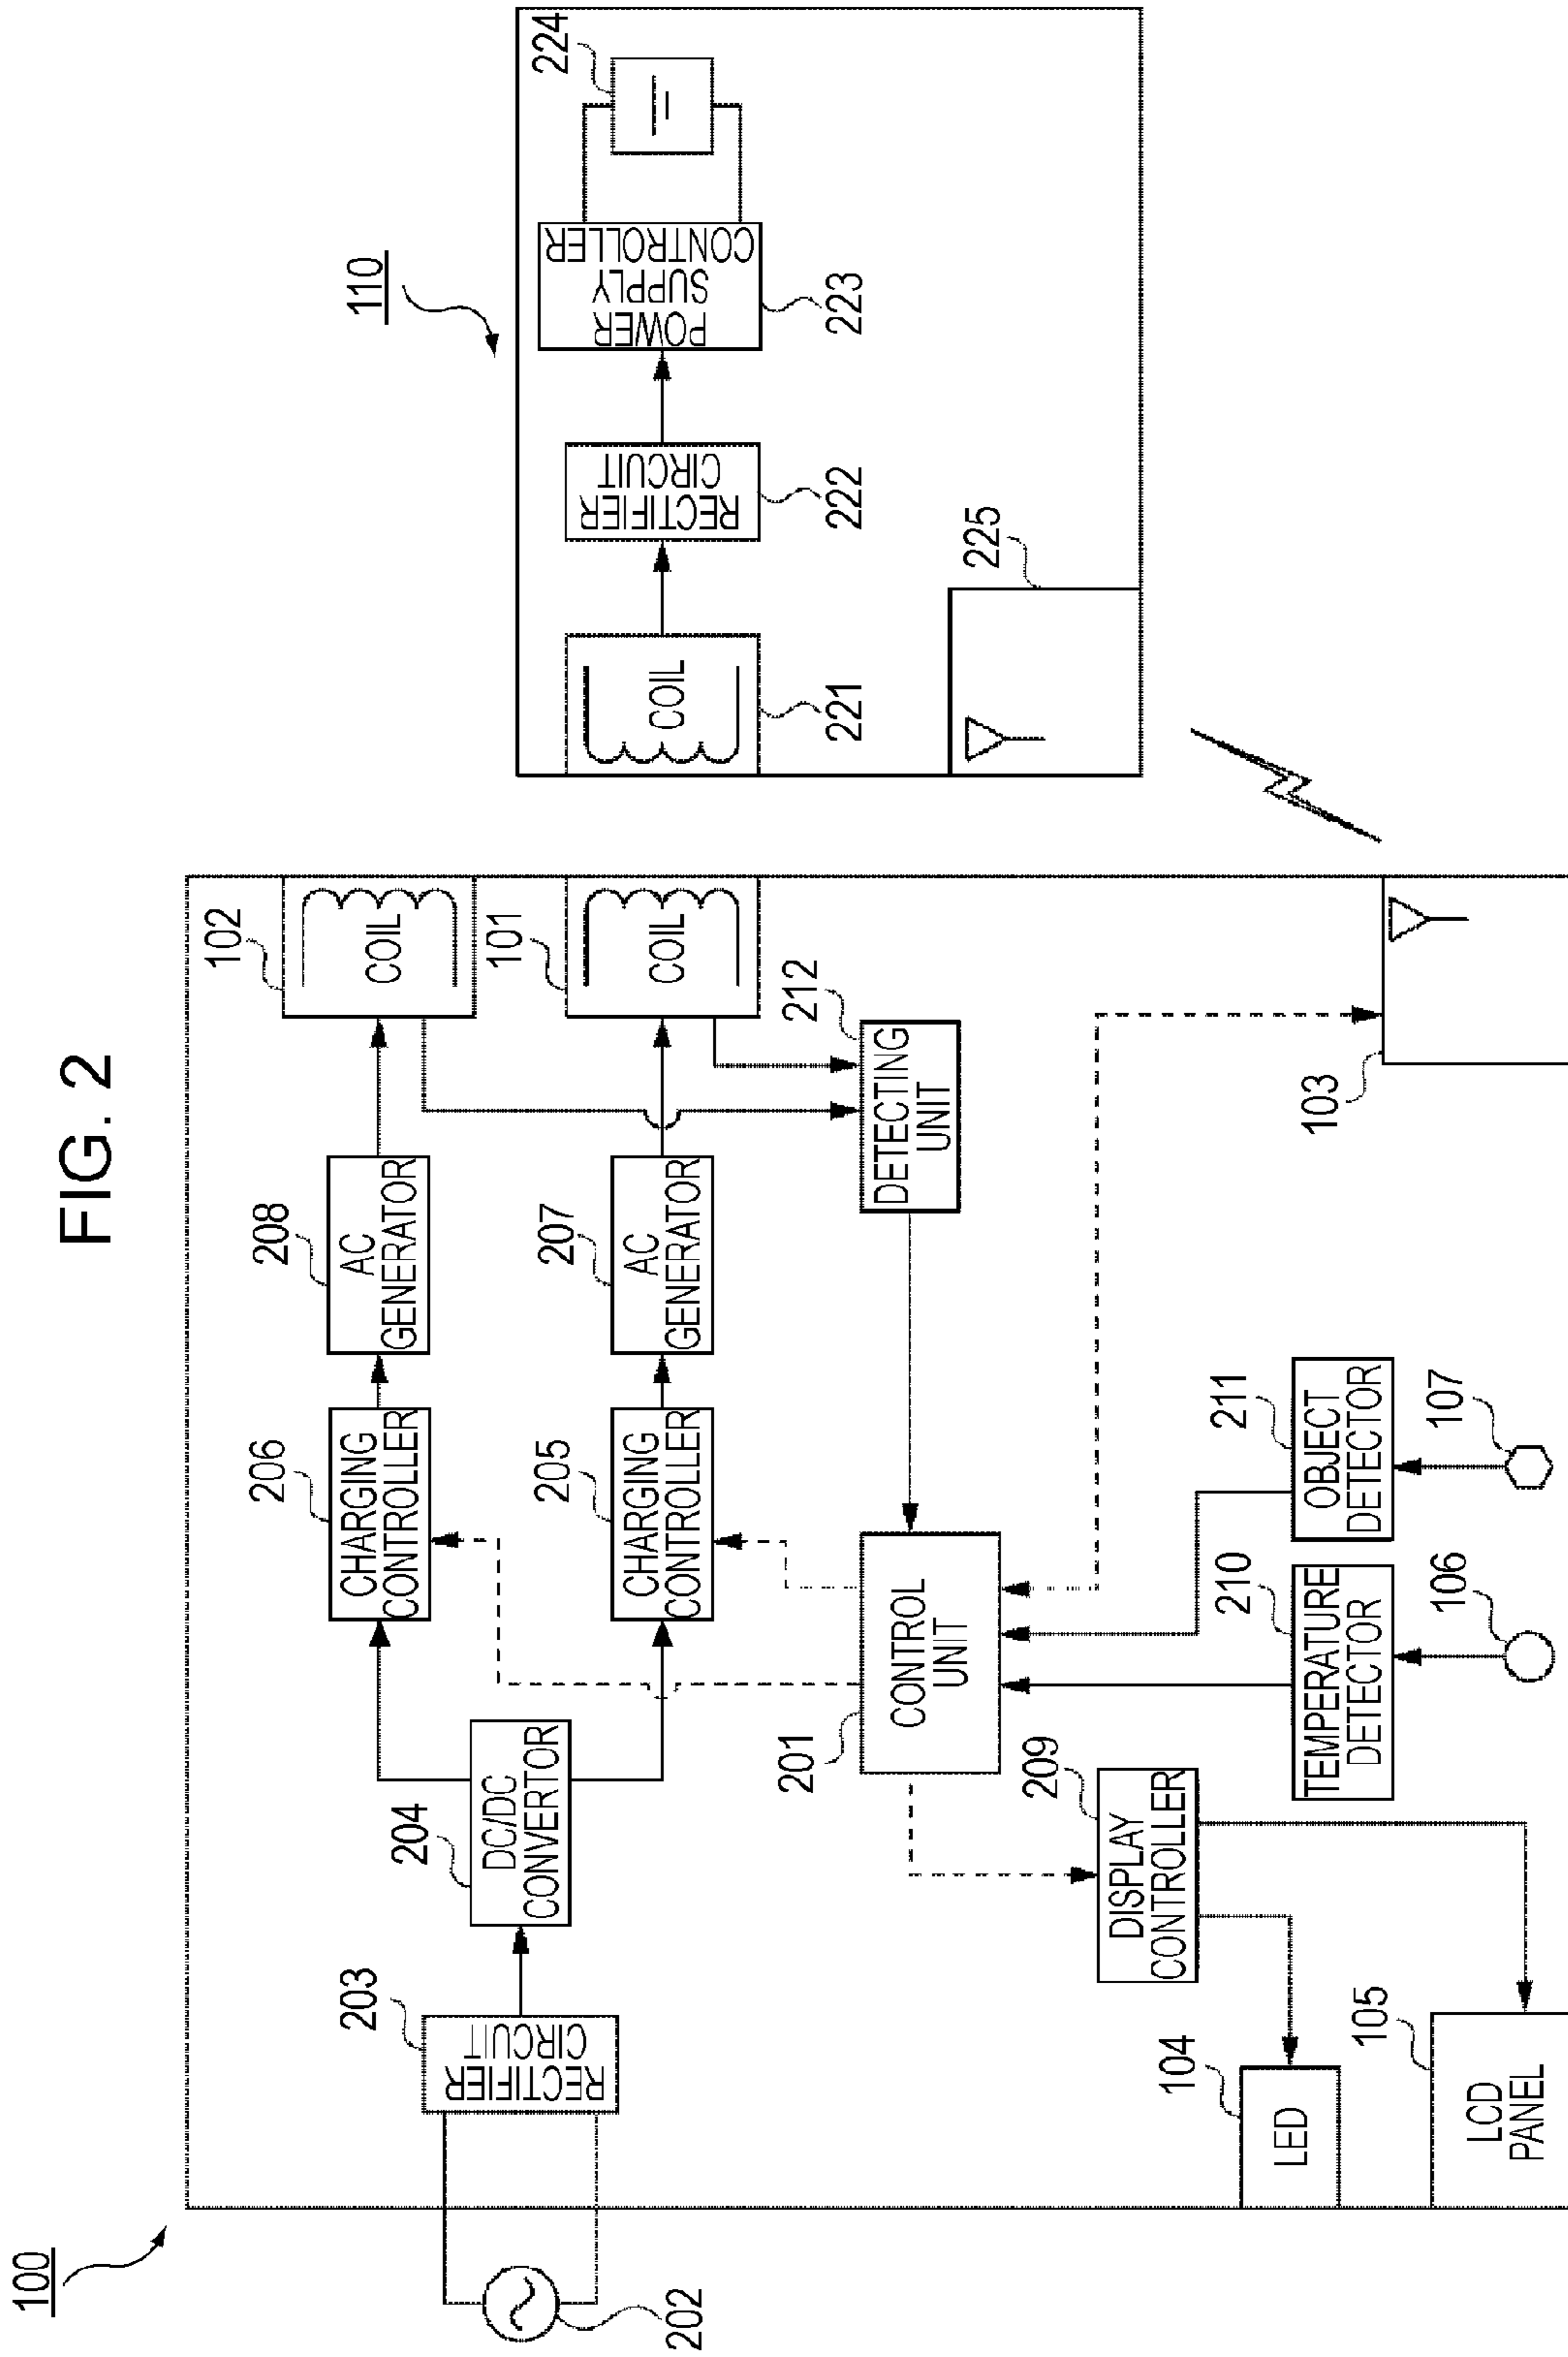 FIG. 2
100
202
203
RECTIFIER
CIRCUIT
204
DC/DC
CONVERTOR
206
CHARGING
CONTROLLER
208
AC
GENERATOR
102
COIL
205
CHARGING
CONTROLLER
207
AC
GENERATOR
101
COIL
201
CONTROL
UNIT
212
DETECTING
UNIT
209
DISPLAY
CONTROLLER
104
LED
105
LCD
PANEL
210
TEMPERATURE
DETECTOR
106
211
OBJECT
DETECTOR
107
103
110
COIL
221
RECTIFIER
CIRCUIT
222
POWER
SUPPLY
CONTROLLER
223
224
225